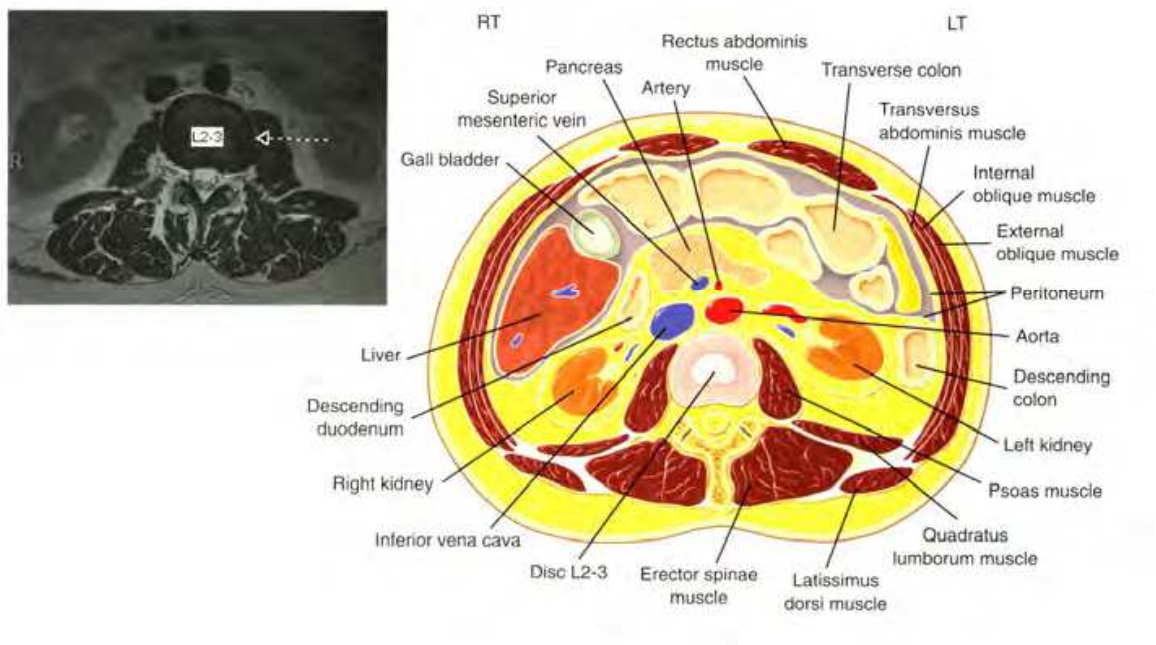 RT
LT
L2-3
R
Rectus abdominis
muscle
Pancreas
Artery
Transverse colon
Superior
mesenteric vein
Transversus
abdominis muscle
Gall bladder
Internal
oblique muscle
External
oblique muscle
Peritoneum
Aorta
Liver
Descending
colon
Descending
duodenum
Left kidney
Right kidney
Psoas muscle
Inferior vena cava
Quadratus
lumborum muscle
Disc L2-3
Erector spinae
muscle
Latissimus
dorsi muscle